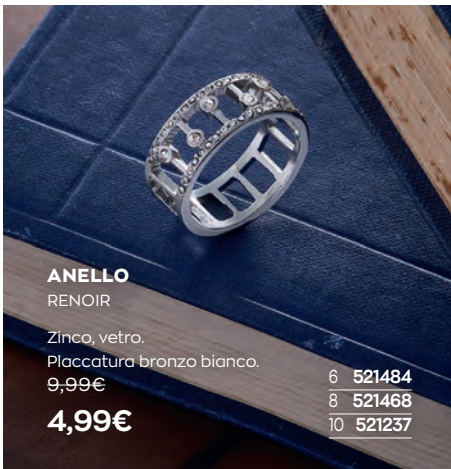 ANELLO
RENOIR
Zinco, vetro.
Placcatura bronzo bianco.
9,99€
4,99€
6 521484
8 521468
10 521237